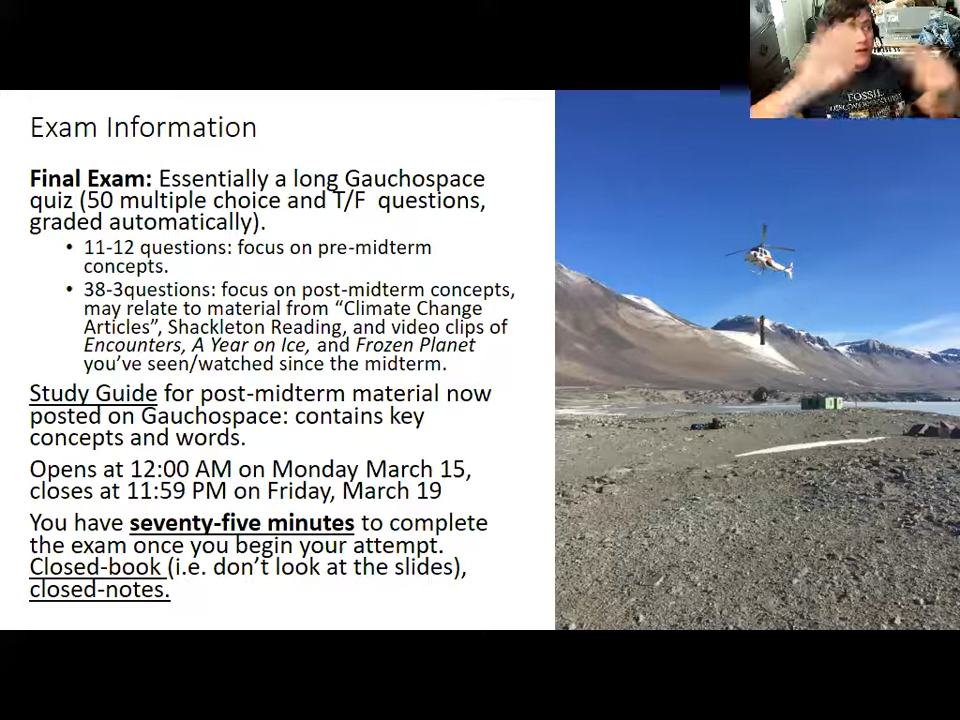 FOSSIL
Exam Information
Final Exam: Essentially a long Gauchospace
quiz (50 multiple choice and T/F questions,
graded automatically).
• 11-12 questions: focus on pre-midterm
concepts.
• 38-3questions: focus on post-midterm concepts,
may relate to material from “Climate Change
Articles”, Shackleton Reading, and video clips of
Encounters, A Year on Ice, and Frozen Planet
you’ve seen/watched since the midterm.
Study Guide for post-midterm material now
posted on Gauchospace: contains key
concepts and words.
Opens at 12:00 AM on Monday March 15,
closes at 11:59 PM on Friday, March 19
You have seventy-five minutes to complete
the exam once you begin your attempt.
Closed-book (i.e. don’t look at the slides),
closed-notes.